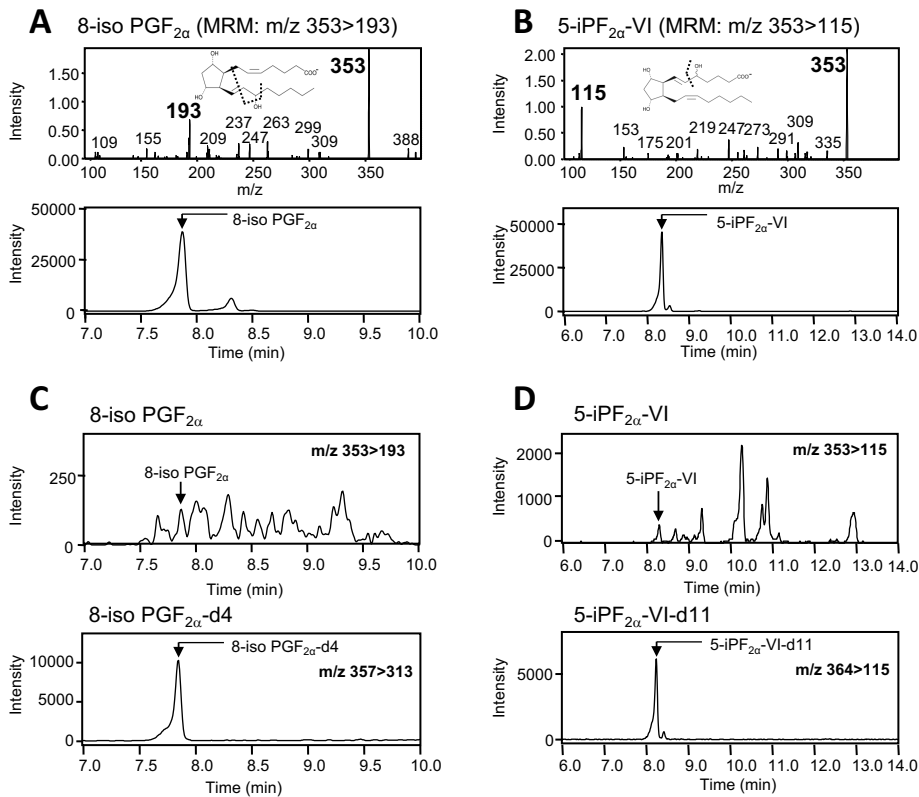 A 8-iso PGF2α (MRM: m/z 353>193)
Intensity
1.50
1.00
0.50
0.00
109
155
193
209
237
247
263
299
309
353
388
OH
COO-
HO
OH
100 150 200 250 300 350 400
m/z
Intensity
50000
25000
0
8-iso PGF2α
7.0 7.5 8.0 8.5 9.0 9.5 10.0
Time (min)
B 5-iPF2α-VI (MRM: m/z 353>115)
Intensity
2.00
1.50
1.00
0.50
0.00
115
153
175
201
219
247
273
291
309
335
353
HO
OH
COO-
HO
100 150 200 250 300 350 400
m/z
Intensity
50000
25000
0
5-iPF2α-VI
6.0 7.0 8.0 9.0 10.0 11.0 12.0 13.0 14.0
Time (min)
C 8-iso PGF2α
Intensity
250
0
m/z 353>193
8-iso PGF2α
7.0 7.5 8.0 8.5 9.0 9.5 10.0
Time (min)
8-iso PGF2α-d4
Intensity
10000
5000
0
8-iso PGF2α-d4
m/z 357>313
7.0 7.5 8.0 8.5 9.0 9.5 10.0
Time (min)
D 5-iPF2α-VI
Intensity
2000
1000
0
m/z 353>115
5-iPF2α-VI
6.0 7.0 8.0 9.0 10.0 11.0 12.0 13.0 14.0
Time (min)
5-iPF2α-VI-d11
Intensity
5000
0
5-iPF2α-VI-d11
m/z 364>115
6.0 7.0 8.0 9.0 10.0 11.0 12.0 13.0 14.0
Time (min)